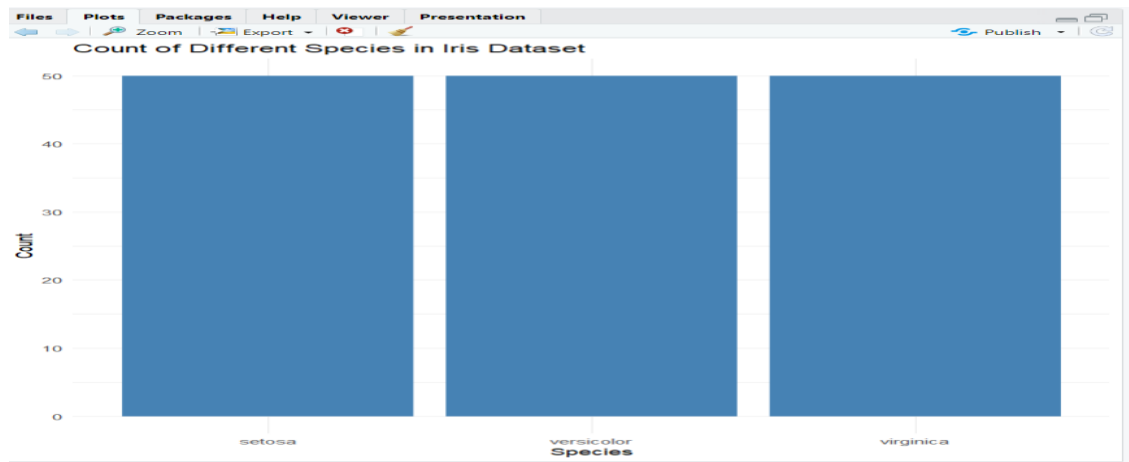 Files Plots Packages Help Viewer Presentation
Zoom Export Publish
Count of Different Species in Iris Dataset
50
40
30
20
10
0
Count
setosa versicolor virginica
Species